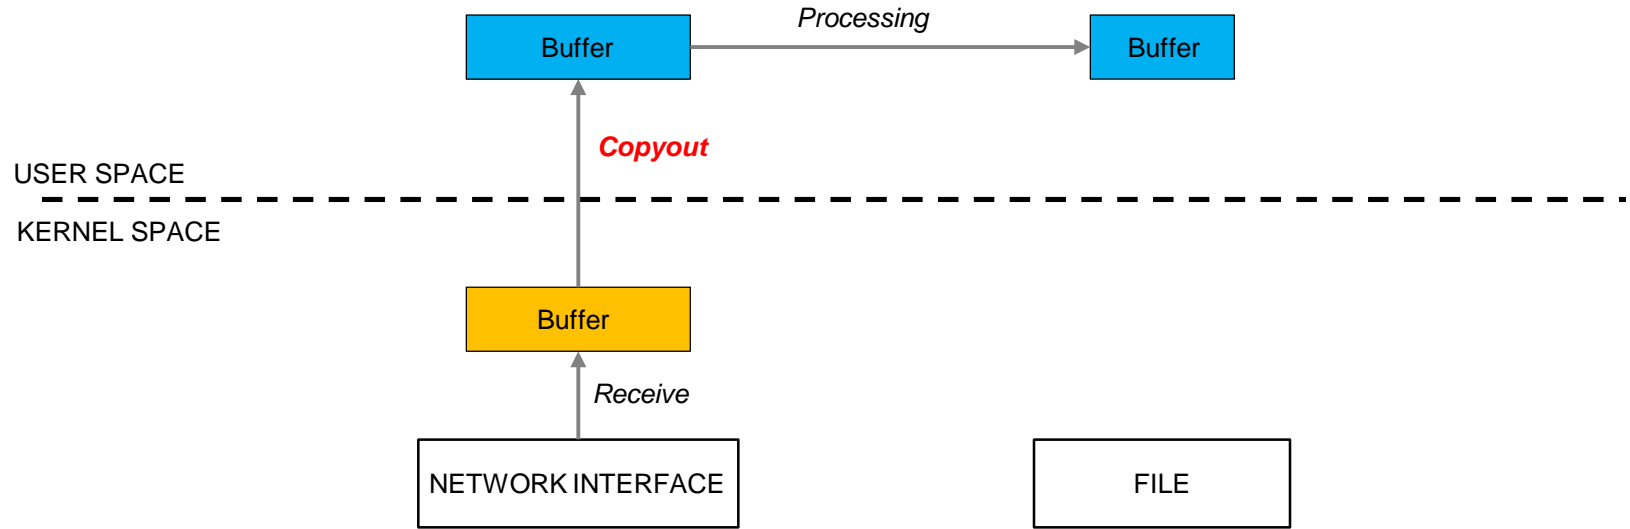 Processing
Buffer
Buffer
Copyout
USER SPACE
KERNEL SPACE
Buffer
Receive
NETWORK INTERFACE
FILE